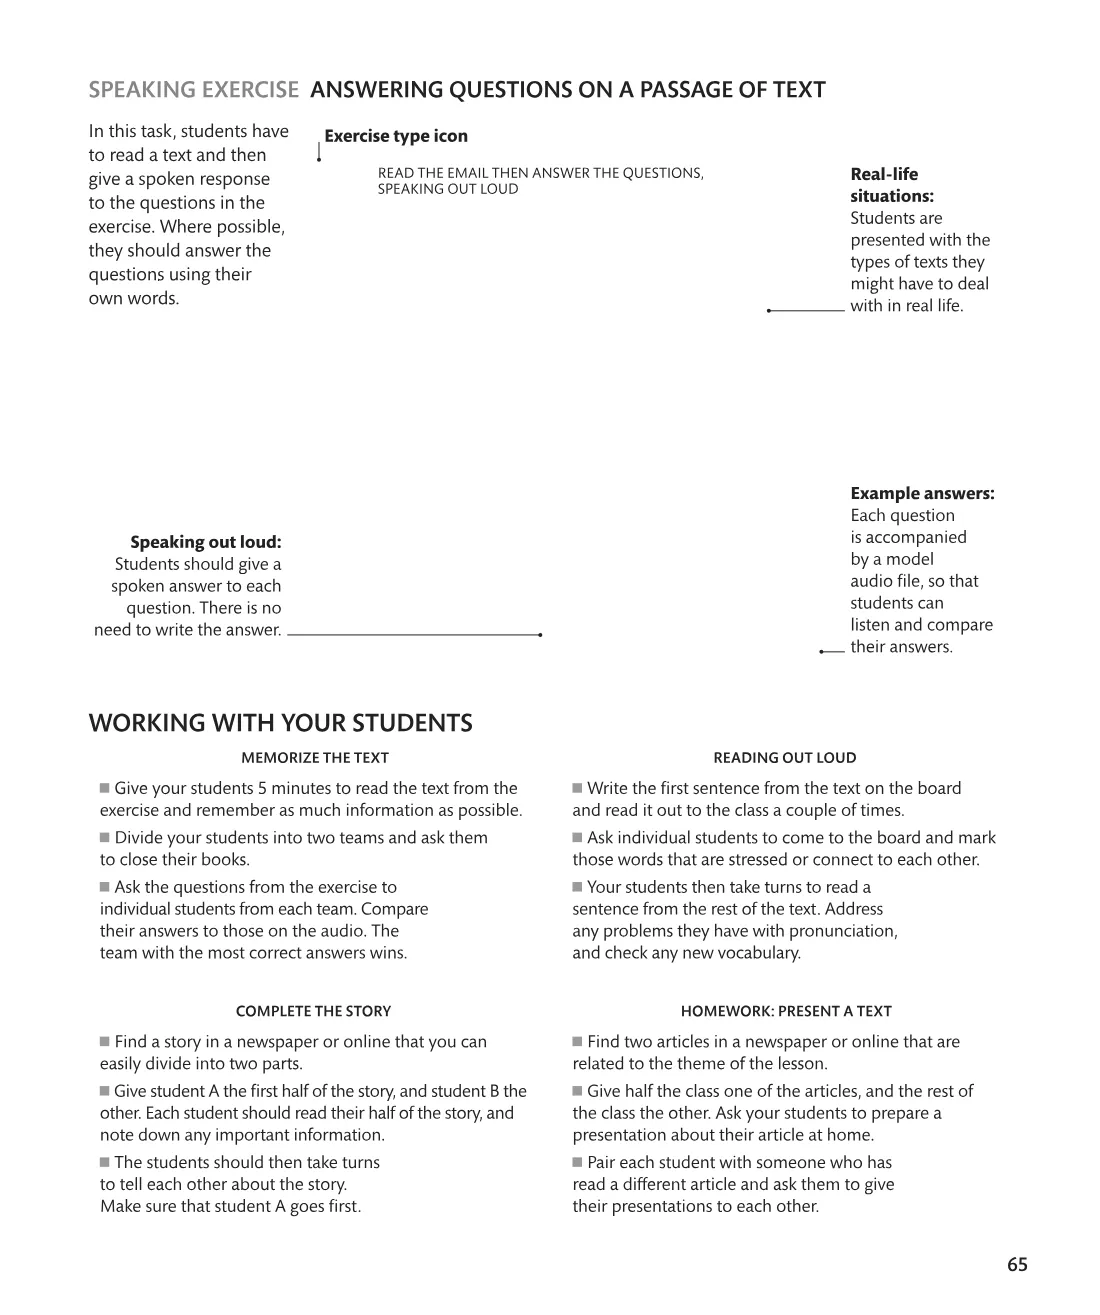 SPEAKING EXERCISE ANSWERING QUESTIONS ON A PASSAGE OF TEXT
In this task, students have
to read a text and then
give a spoken response
to the questions in the
exercise. Where possible,
they should answer the
questions using their
own words.
Exercise type icon
READ THE EMAIL THEN ANSWER THE QUESTIONS,
SPEAKING OUT LOUD
Real-life
situations:
Students are
presented with the
types of texts they
might have to deal
with in real life.
Speaking out loud:
Students should give a
spoken answer to each
question. There is no
need to write the answer.
Example answers:
Each question
is accompanied
by a model
audio file, so that
students can
listen and compare
their answers.
WORKING WITH YOUR STUDENTS
MEMORIZE THE TEXT
■ Give your students 5 minutes to read the text from the
exercise and remember as much information as possible.
■ Divide your students into two teams and ask them
to close their books.
■ Ask the questions from the exercise to
individual students from each team. Compare
their answers to those on the audio. The
team with the most correct answers wins.
READING OUT LOUD
■ Write the first sentence from the text on the board
and read it out to the class a couple of times.
■ Ask individual students to come to the board and mark
those words that are stressed or connect to each other.
■ Your students then take turns to read a
sentence from the rest of the text. Address
any problems they have with pronunciation,
and check any new vocabulary.
COMPLETE THE STORY
■ Find a story in a newspaper or online that you can
easily divide into two parts.
■ Give student A the first half of the story, and student B the
other. Each student should read their half of the story, and
note down any important information.
■ The students should then take turns
to tell each other about the story.
Make sure that student A goes first.
HOMEWORK: PRESENT A TEXT
■ Find two articles in a newspaper or online that are
related to the theme of the lesson.
■ Give half the class one of the articles, and the rest of
the class the other. Ask your students to prepare a
presentation about their article at home.
■ Pair each student with someone who has
read a different article and ask them to give
their presentations to each other.
65